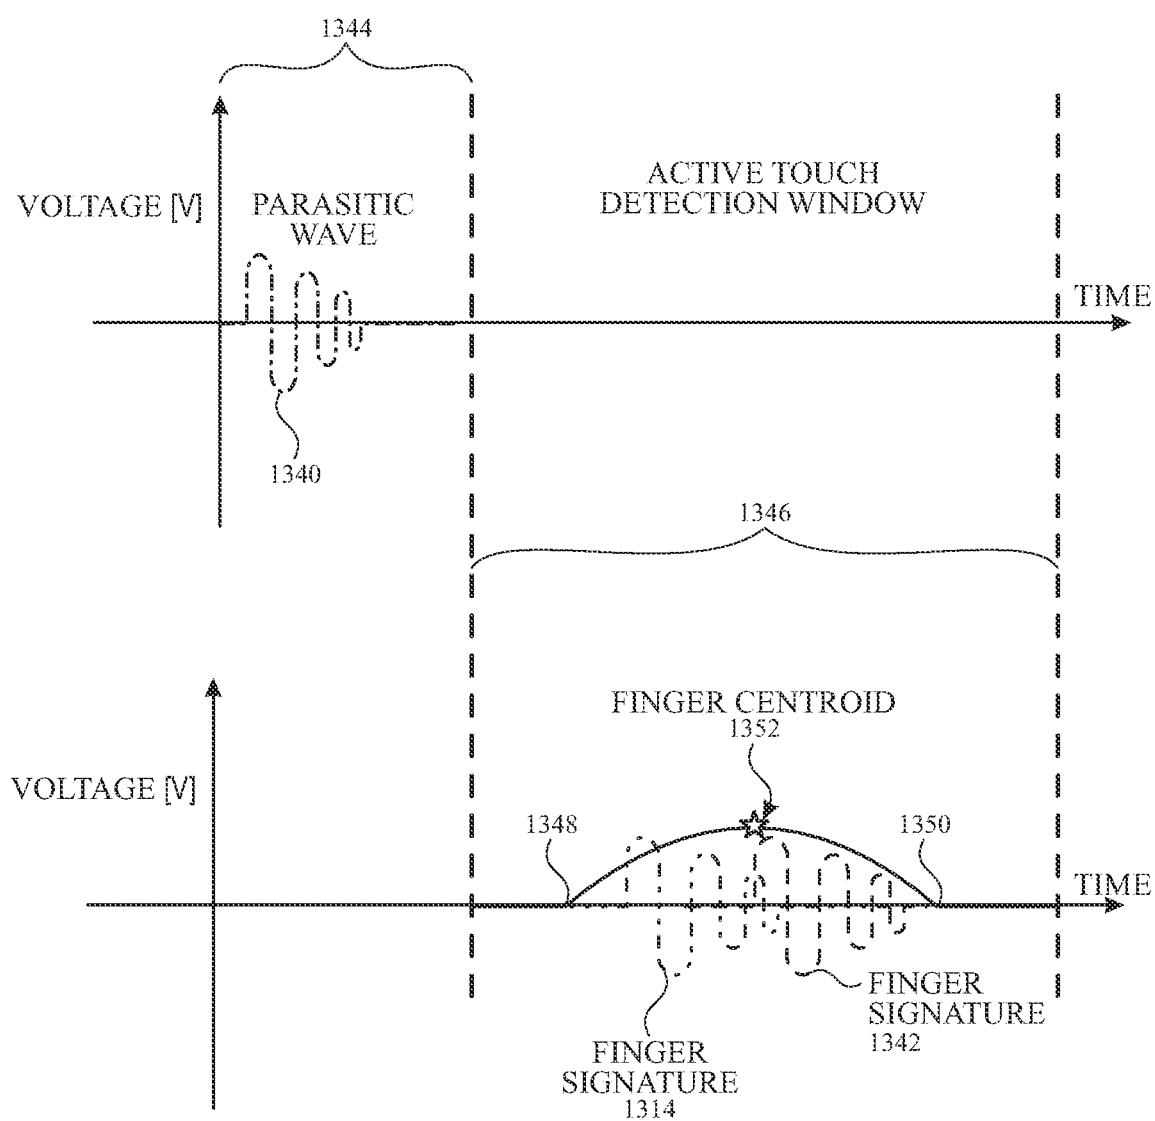 1344
VOLTAGE [V]
PARASITIC
WAVE
ACTIVE TOUCH
DETECTION WINDOW
TIME
1340
1346
FINGER CENTROID
1352
VOLTAGE [V]
1348
1350
TIME
FINGER
SIGNATURE
1342
FINGER
SIGNATURE
1314